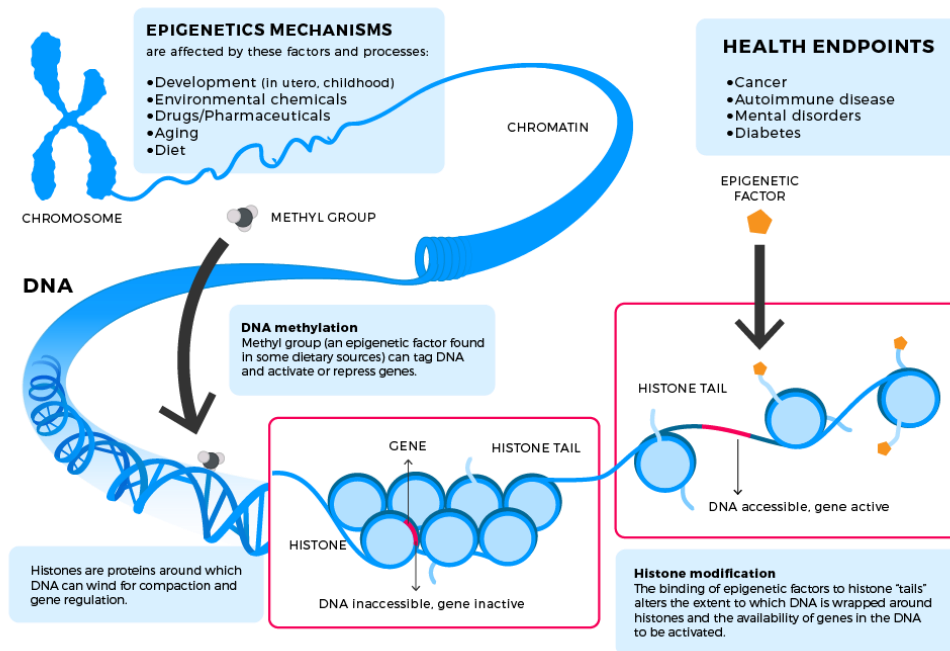 EPIGENETICS MECHANISMS
are affected by these factors and processes:
•Development (in utero, childhood)
•Environmental chemicals
•Drugs/Pharmaceuticals
•Aging
•Diet
HEALTH ENDPOINTS
•Cancer
•Autoimmune disease
•Mental disorders
•Diabetes
CHROMATIN
CHROMOSOME
METHYL GROUP
EPIGENETIC
FACTOR
DNA
DNA methylation
Methyl group (an epigenetic factor found
in some dietary sources) can tag DNA
and activate or repress genes.
HISTONE TAIL
GENE
HISTONE TAIL
DNA accessible, gene active
HISTONE
DNA inaccessible, gene inactive
Histones are proteins around which
DNA can wind for compaction and
gene regulation.
Histone modification
The binding of epigenetic factors to histone “tails”
alters the extent to which DNA is wrapped around
histones and the availability of genes in the DNA
to be activated.